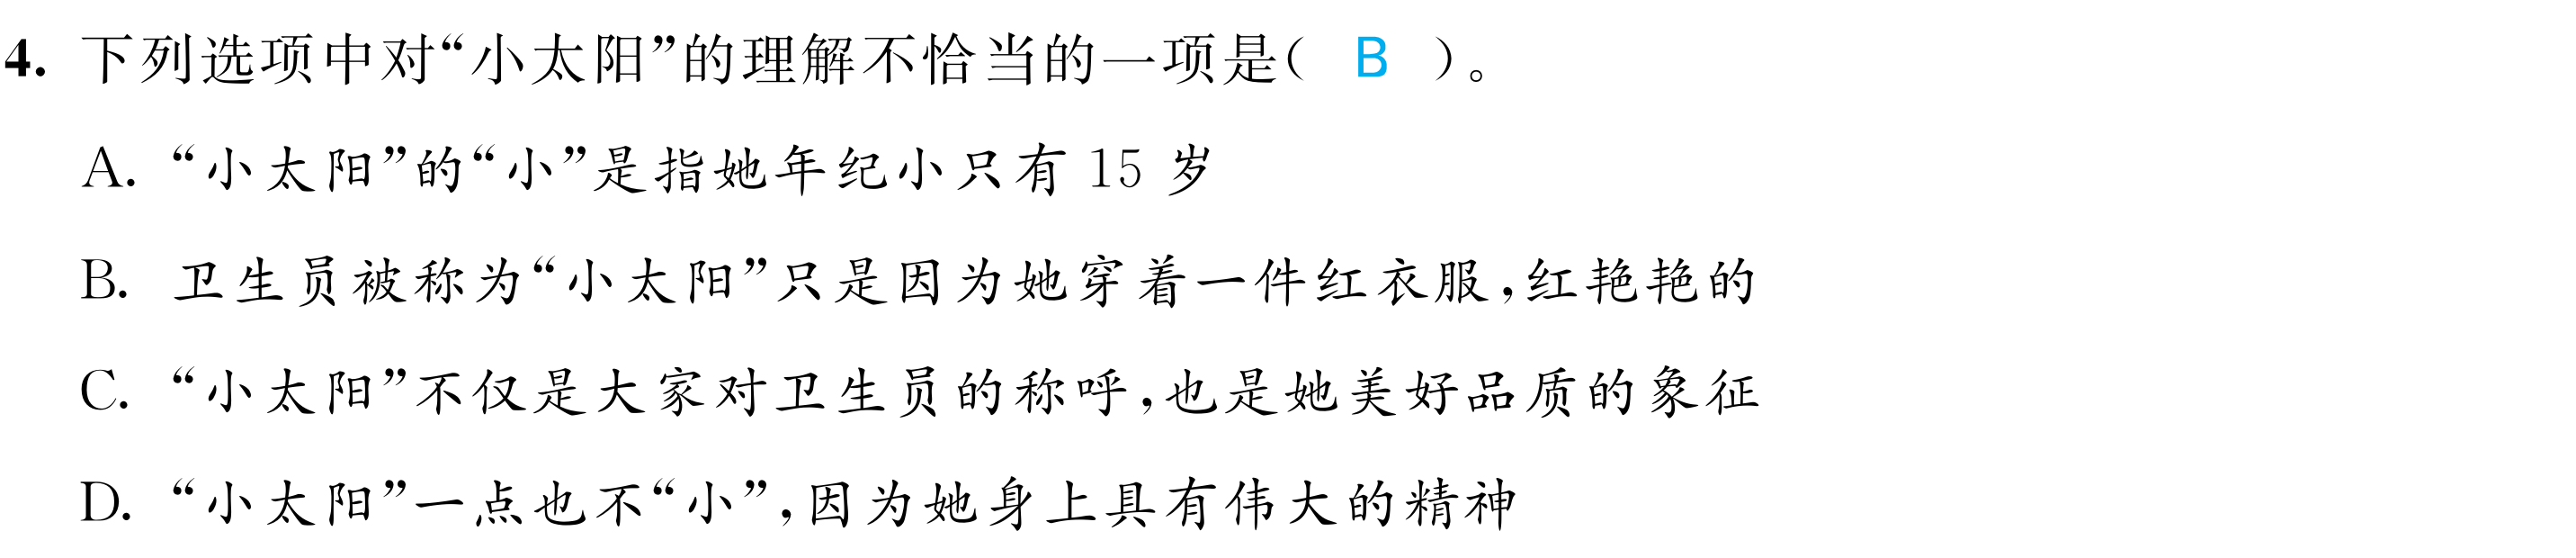 4. 下列选项中对“小太阳”的理解不恰当的一项是( B )。
A. “小太阳”的“小”是指她年纪小只有 15 岁
B. 卫生员被称为“小太阳”只是因为她穿着一件红衣服,红艳艳的
C. “小太阳”不仅是大家对卫生员的称呼,也是她美好品质的象征
D. “小太阳”一点也不“小”,因为她身上具有伟大的精神